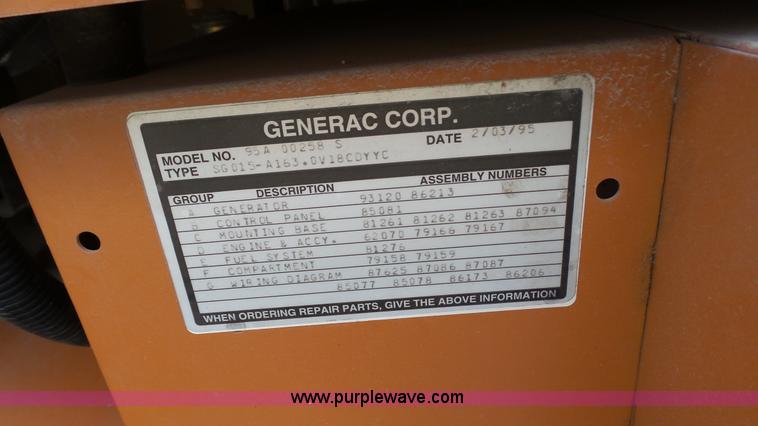 GENERAC CORP.
MODEL NO. 95A 00258 S DATE 2/03/95
TYPE SG015-A163.0V18CDYYC
GROUP DESCRIPTION ASSEMBLY NUMBERS
A GENERATOR 93120 86213
B CONTROL PANEL 85081
C MOUNTING BASE 81261 81262 81263 87094
D ENGINE & ACCY. 62070 79166 79167
E FUEL SYSTEM 81276
F COMPARTMENT 79158 79159
G WIRING DIAGRAM 87625 87086 87087
85077 85078 86173 86206
WHEN ORDERING REPAIR PARTS, GIVE THE ABOVE INFORMATION
www.purplewave.com